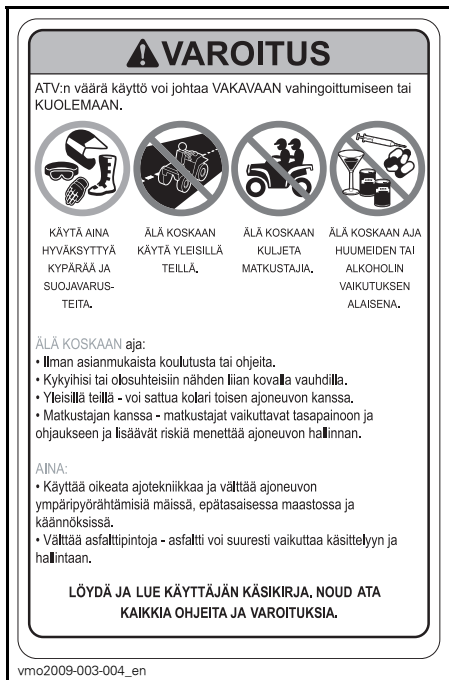 VAROITUS
ATV:n väärä käyttö voi johtaa VAKAVAAN vahingoittumiseen tai
KUOLEMAAN.
KÄYTÄ AINA
HYVÄKSYTTYÄ
KYPÄRÄÄ JA
SUOJAVARUS-
TEITA.
ÄLÄ KOSKAAN
KÄYTÄ YLEISILLÄ
TEILLÄ.
ÄLÄ KOSKAAN
KULJETA
MATKUSTAJIA.
ÄLÄ KOSKAAN AJA
HUUMEIDEN TAI
ALKOHOLIN
VAIKUTUKSEN
ALAISENA.
ÄLÄ KOSKAAN aja:
• Ilman asianmukaista koulutusta tai ohjeita.
• Kykyihisi tai olosuhteisiin nähden liian kovalla vauhdilla.
• Yleisillä teillä - voi sattua kolari toisen ajoneuvon kanssa.
• Matkustajan kanssa - matkustajat vaikuttavat tasapainoon ja
ohjaukseen ja lisäävät riskiä menettää ajoneuvon hallinnan.
AINA:
• Käyttää oikeata ajotekniikkaa ja välttää ajoneuvon
ympäripyörähtämisiä mäissä, epätasaisessa maastossa ja
käännöksissä.
• Välttää asfalttipintoja - asfaltti voi suuresti vaikuttaa käsittelyyn ja
hallintaan.
LÖYDÄ JA LUE KÄYTTÄJÄN KÄSIKIRJA. NOUD ATA
KAIKKIA OHJEITA JA VAROITUKSIA.
vmo2009-003-004_en